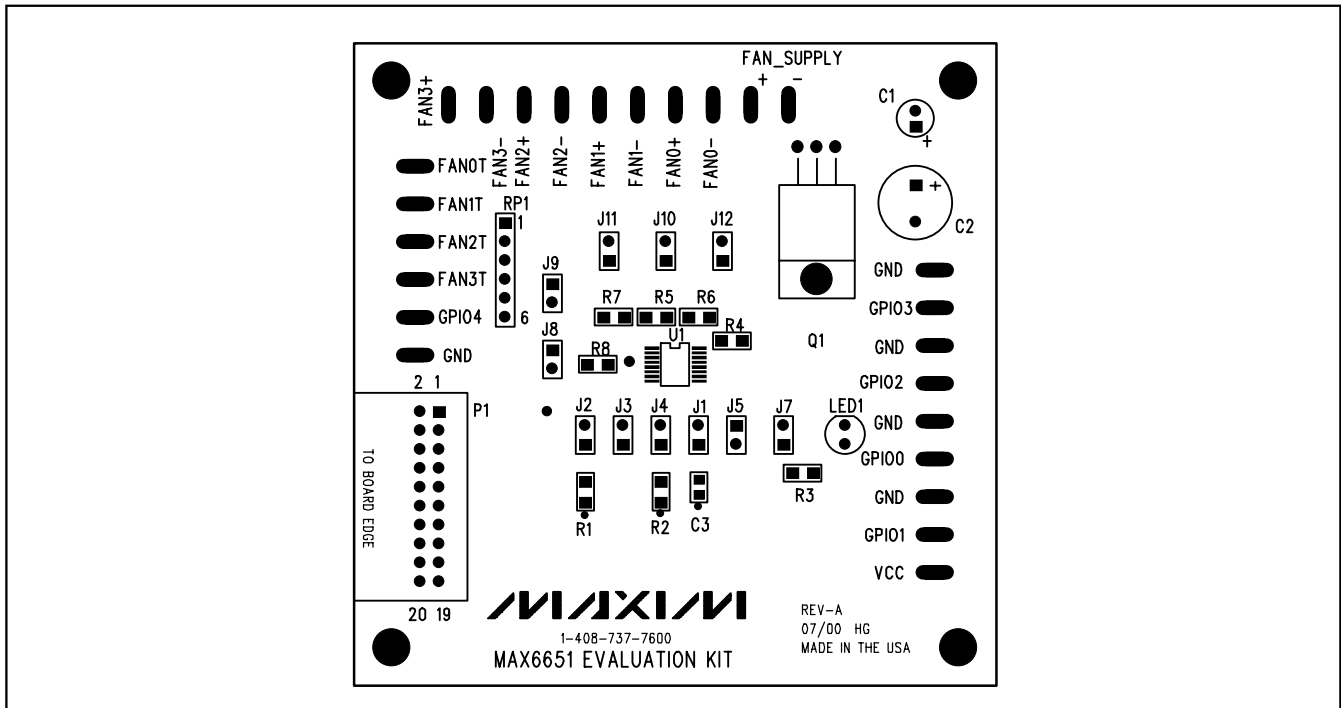 FAN_SUPPLY
+ -
FAN3+
C1
+
FAN3-
FAN2+
FAN2-
FAN1+
FAN1-
FAN0+
FAN0-
FAN0T
FAN1T
RP1
1
+
C2
FAN2T
J11
J10
J12
FAN3T
J9
GND
GPIO4
6
R7
R5
R6
GPIO3
J8
U1
R4
Q1
GND
GND
R8
GPIO2
2 1
P1
J2
J3
J4
J1
J5
J7
LED1
GND
TO BOARD EDGE
GPIO0
R3
GND
R1
R2
C3
GPIO1
VCC
20 19
MAXIM
1-408-737-7600
MAX6651 EVALUATION KIT
REV-A
07/00 HG
MADE IN THE USA